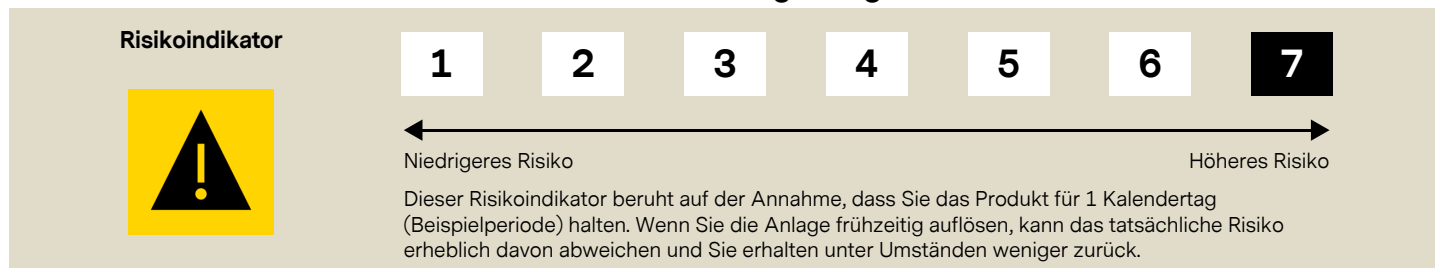 Risikoindikator
1 2 3 4 5 6 7
Niedrigeres Risiko Höheres Risiko
Dieser Risikoindikator beruht auf der Annahme, dass Sie das Produkt für 1 Kalendertag
(Beispielperiode) halten. Wenn Sie die Anlage frühzeitig auflösen, kann das tatsächliche Risiko
erheblich davon abweichen und Sie erhalten unter Umständen weniger zurück.